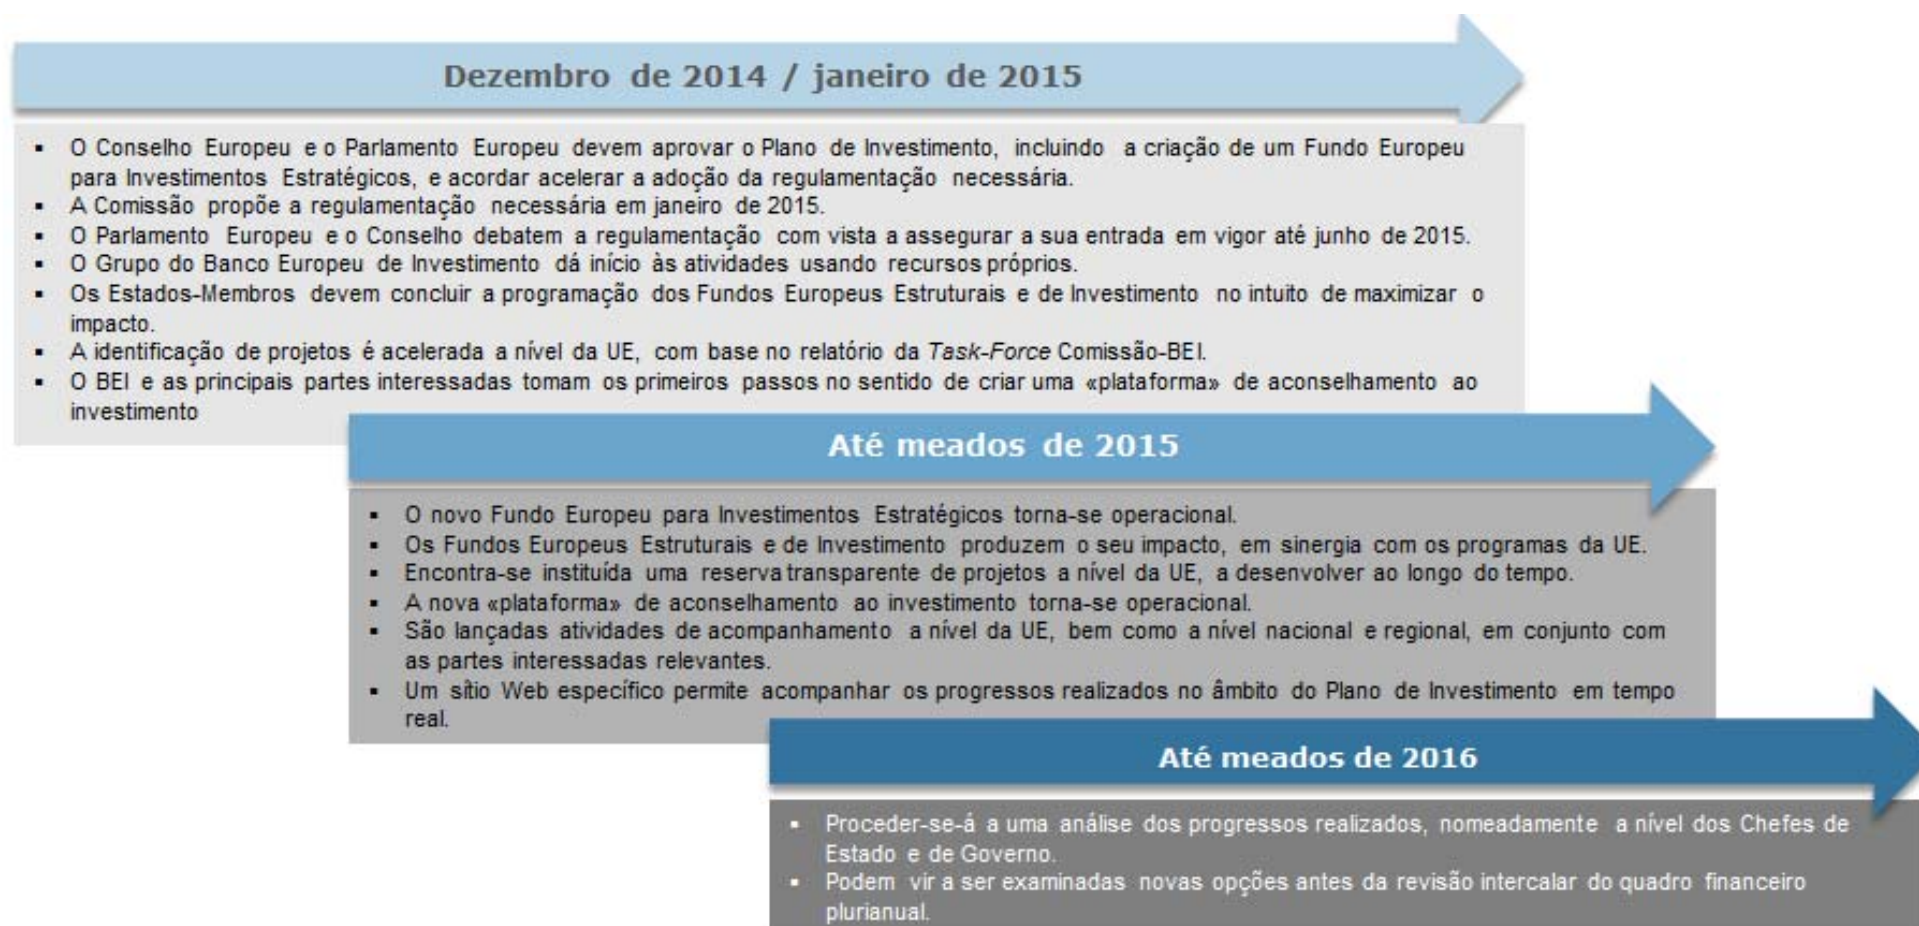 Dezembro de 2014 / janeiro de 2015
▪ O Conselho Europeu e o Parlamento Europeu devem aprovar o Plano de Investimento, incluindo a criação de um Fundo Europeu
para Investimentos Estratégicos, e acordar acelerar a adoção da regulamentação necessária.
▪ A Comissão propõe a regulamentação necessária em janeiro de 2015.
▪ O Parlamento Europeu e o Conselho debatem a regulamentação com vista a assegurar a sua entrada em vigor até junho de 2015.
▪ O Grupo do Banco Europeu de Investimento dá início às atividades usando recursos próprios.
▪ Os Estados-Membros devem concluir a programação dos Fundos Europeus Estruturais e de Investimento no intuito de maximizar o
impacto.
▪ A identificação de projetos é acelerada a nível da UE, com base no relatório da Task-Force Comissão-BEI.
▪ O BEI e as principais partes interessadas tomam os primeiros passos no sentido de criar uma «plataforma» de aconselhamento ao
investimento
Até meados de 2015
▪ O novo Fundo Europeu para Investimentos Estratégicos torna-se operacional.
▪ Os Fundos Europeus Estruturais e de Investimento produzem o seu impacto, em sinergia com os programas da UE.
▪ Encontra-se instituída uma reserva transparente de projetos a nível da UE, a desenvolver ao longo do tempo.
▪ A nova «plataforma» de aconselhamento ao investimento torna-se operacional.
▪ São lançadas atividades de acompanhamento a nível da UE, bem como a nível nacional e regional, em conjunto com
as partes interessadas relevantes.
▪ Um sítio Web específico permite acompanhar os progressos realizados no âmbito do Plano de Investimento em tempo
real.
Até meados de 2016
▪ Proceder-se-á a uma análise dos progressos realizados, nomeadamente a nível dos Chefes de
Estado e de Governo.
▪ Podem vir a ser examinadas novas opções antes da revisão intercalar do quadro financeiro
plurianual.